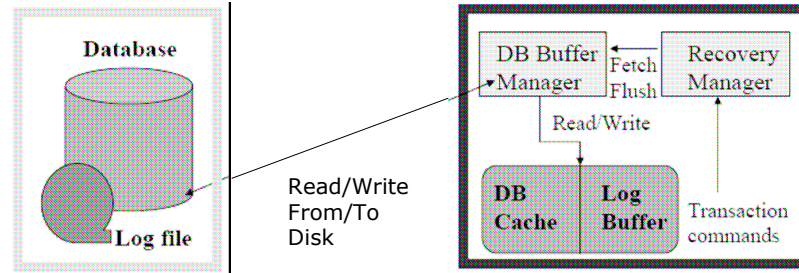 Database
Log file
Read/Write
From/To
Disk
DB Buffer
Manager
Fetch
Flush
Recovery
Manager
Read/Write
DB
Cache
Log
Buffer
Transaction
commands